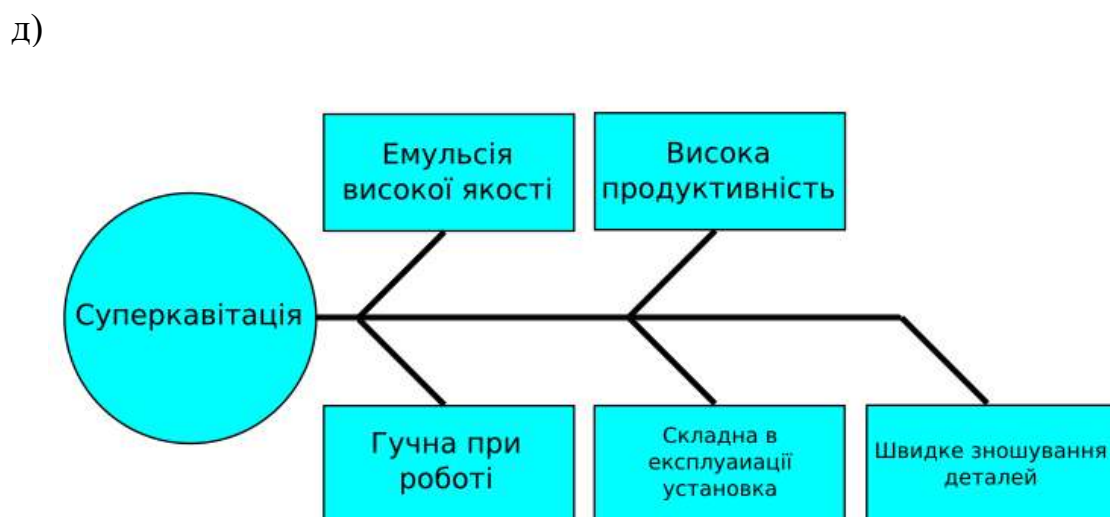 д)
Емульсія
високої якості
Висока
продуктивність
Суперкавітація
Гучна при
роботі
Складна в
експлуаиації
установка
Швидке зношування
деталей